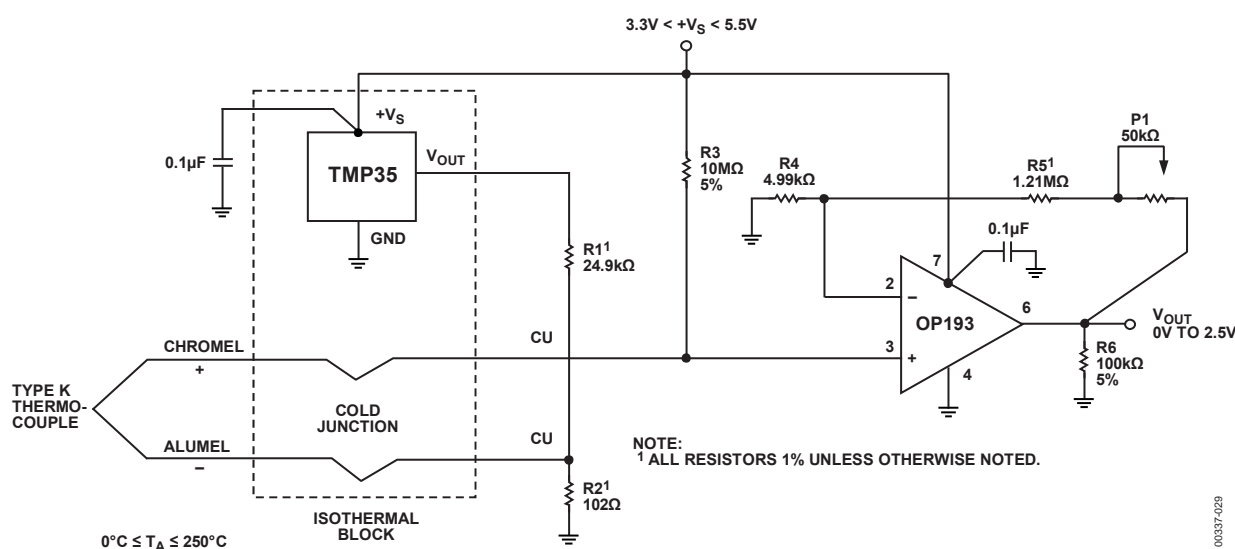 3.3V < +VS < 5.5V
+VS
0.1µF
TMP35
VOUT
GND
R1¹
24.9kΩ
R3
10MΩ
5%
R4
4.99kΩ
R5¹
1.21MΩ
P1
50kΩ
0.1µF
7
2
−
OP193
6
3
+
4
VOUT
0V TO 2.5V
R6
100kΩ
5%
CHROMEL
+
CU
TYPE K
THERMO-
COUPLE
COLD
JUNCTION
ALUMEL
−
CU
NOTE:
¹ ALL RESISTORS 1% UNLESS OTHERWISE NOTED.
R2¹
102Ω
ISOTHERMAL
BLOCK
0°C ≤ TA ≤ 250°C
00337-029